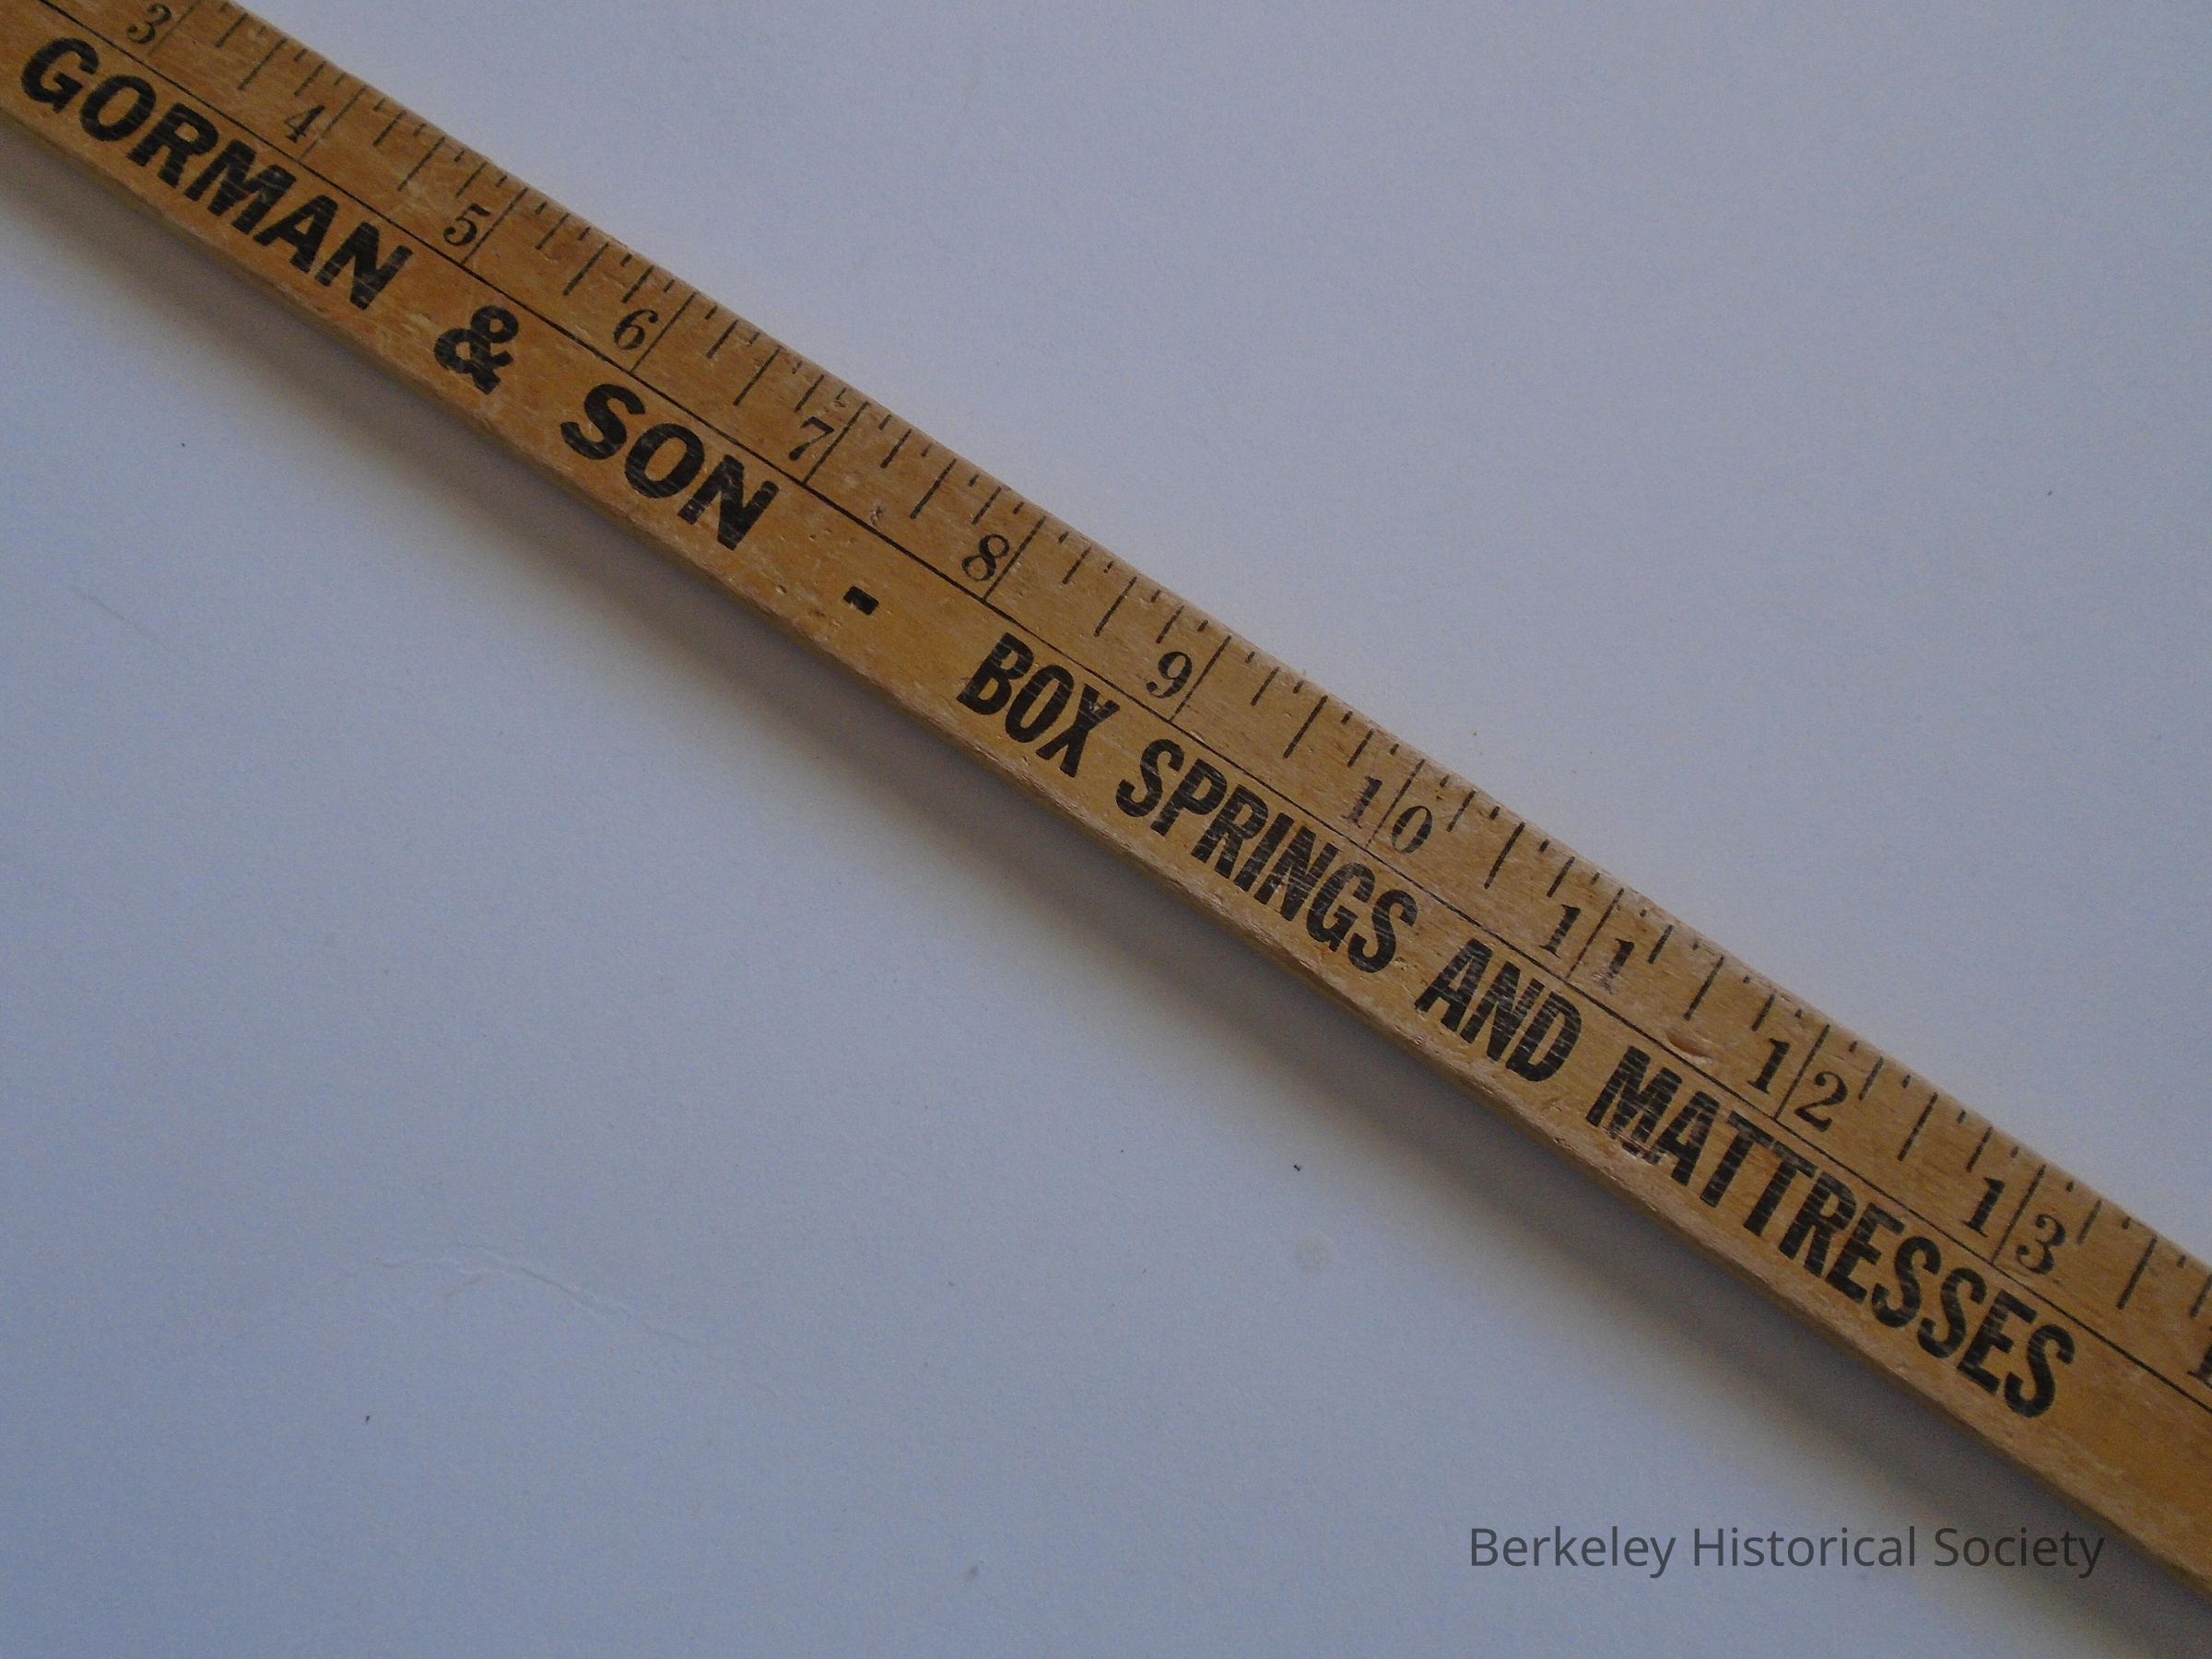 3 4 5 6 7 8 9 10 11 12 13
GORMAN & SON - BOX SPRINGS AND MATTRESSES
Berkeley Historical Society